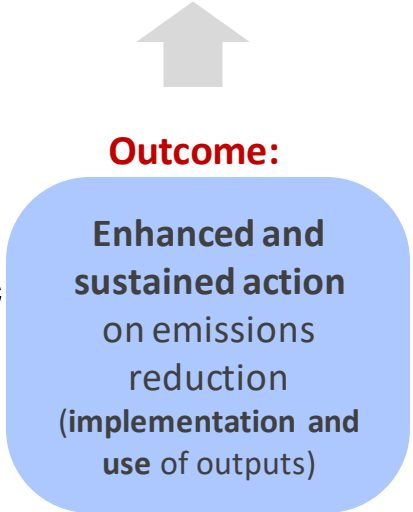 Outcome:
Enhanced and
sustained action
on emissions
reduction
(implementation and
use of outputs)